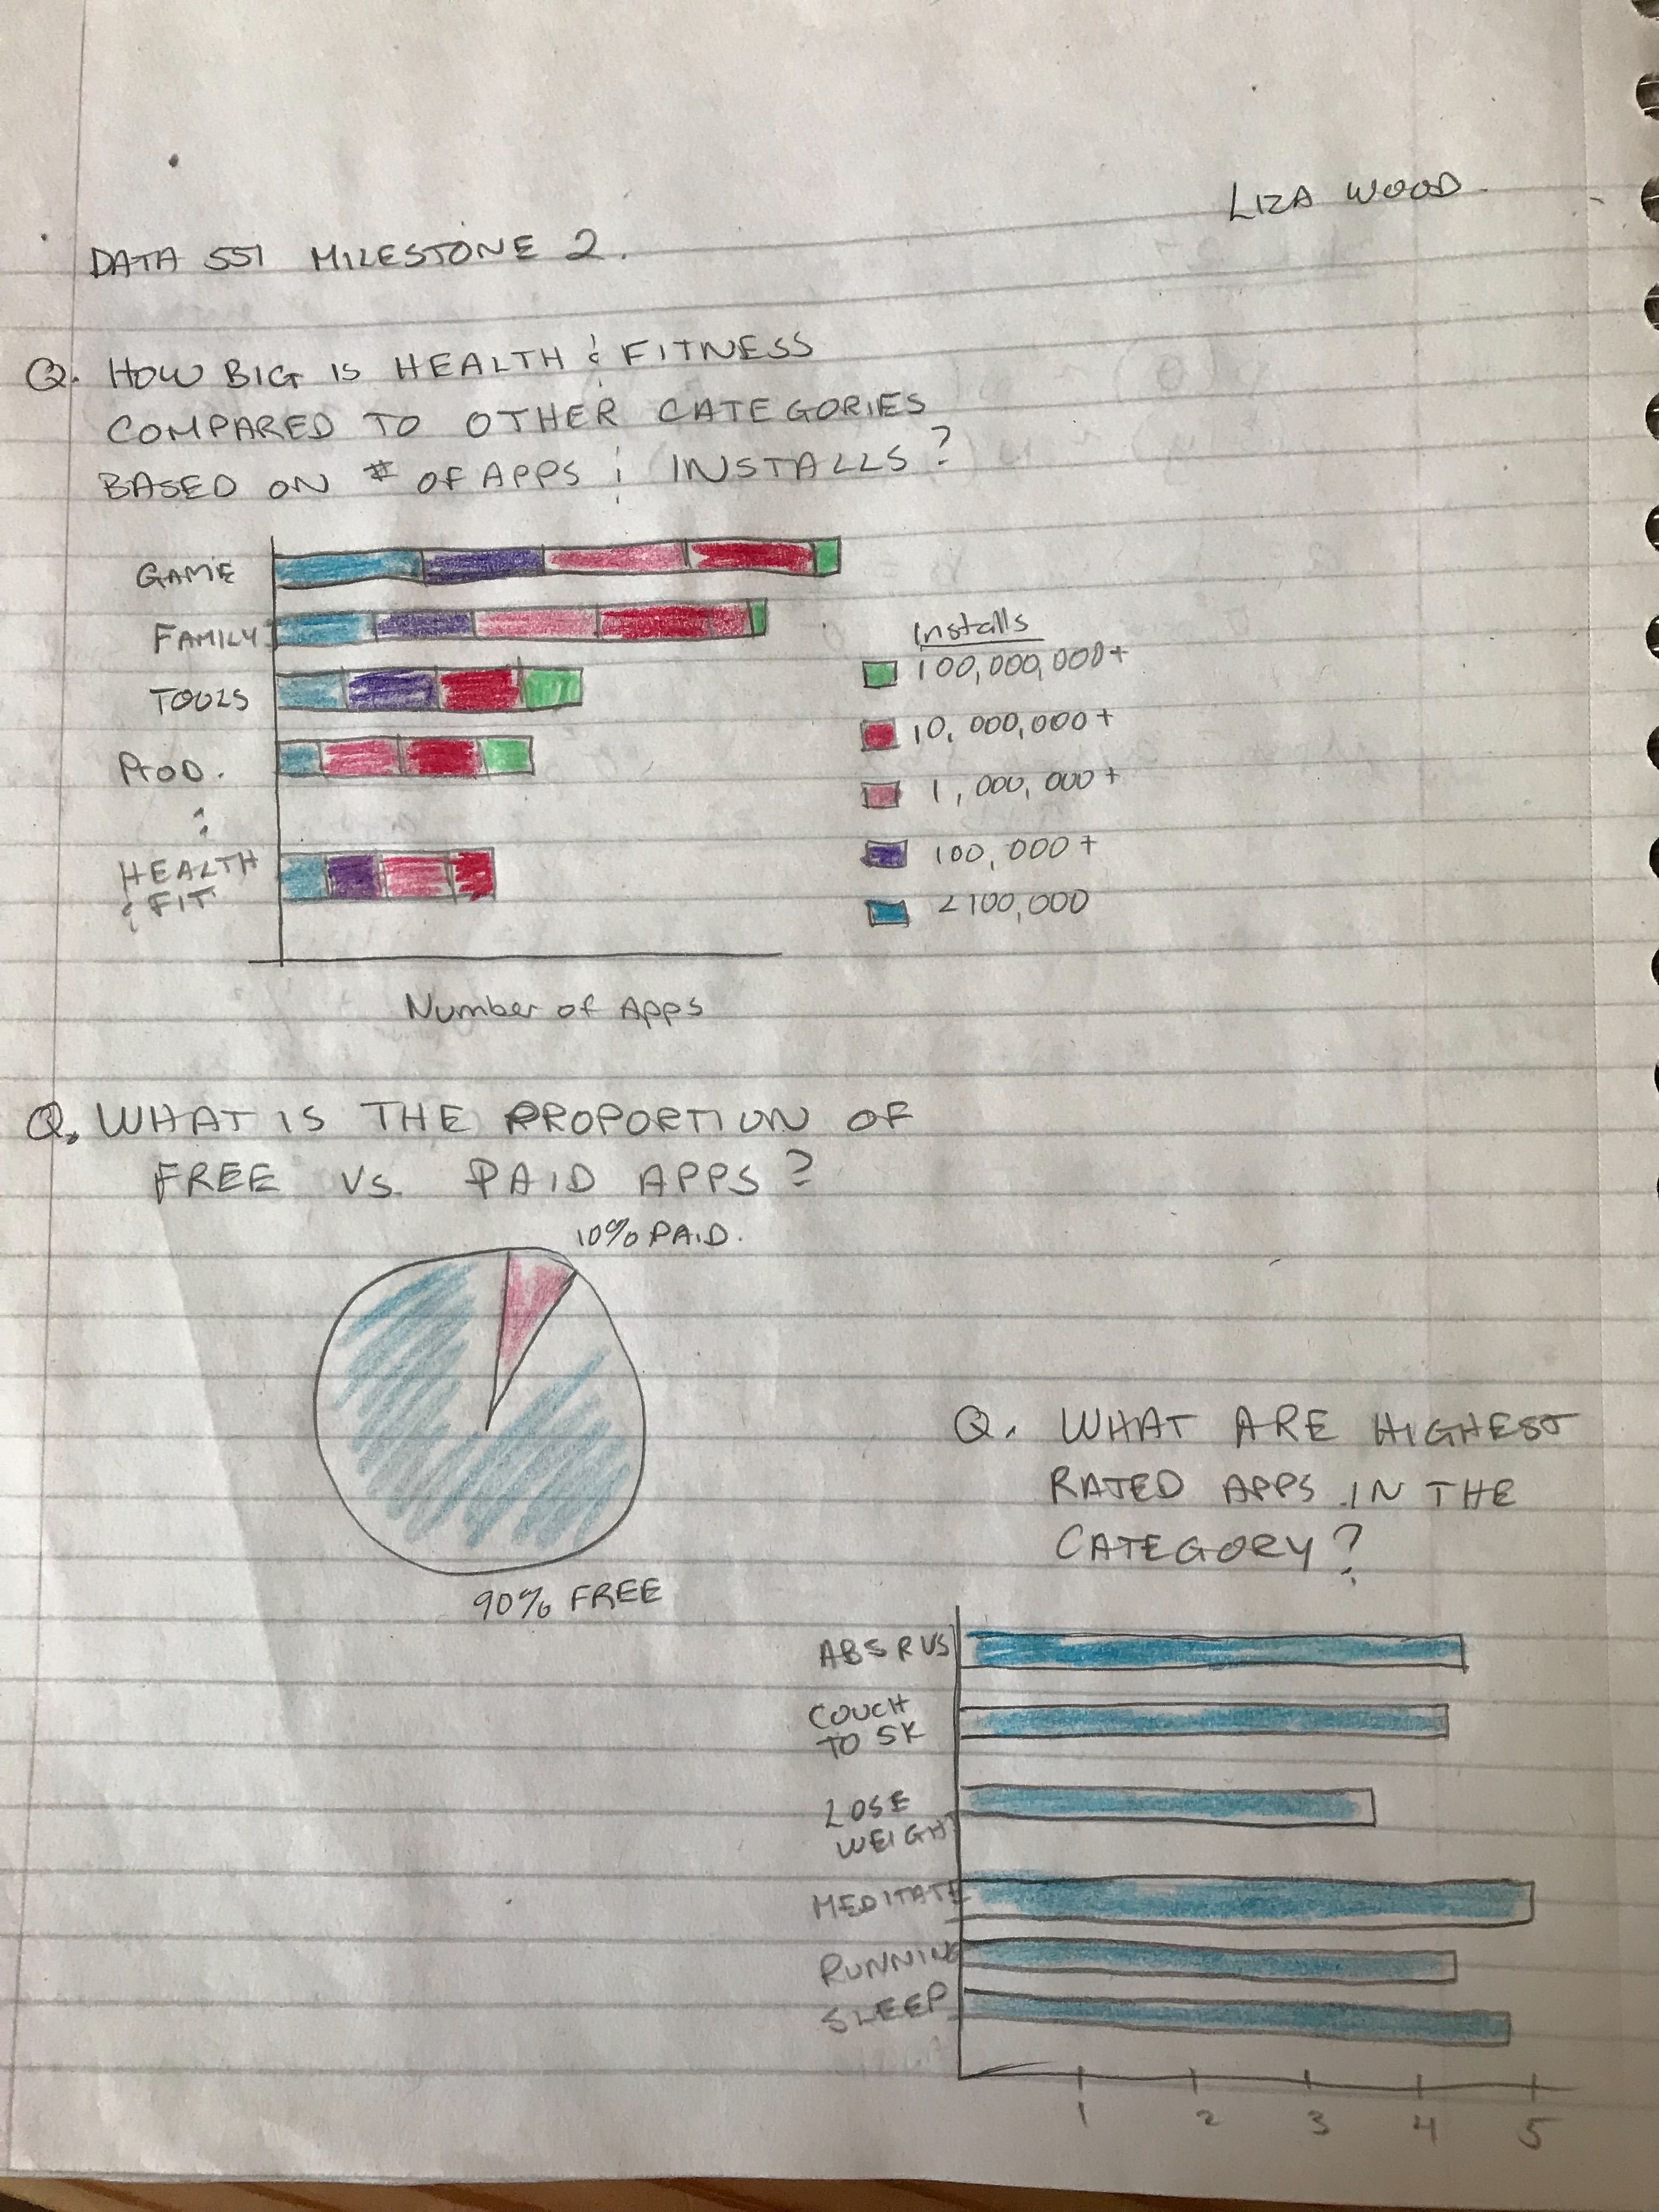 LIZA WOOD
DATA 551 MILESTONE 2.
Q. HOW BIG IS HEALTH & FITNESS
COMPARED TO OTHER CATEGORIES
BASED ON # OF APPS & INSTALLS?
GAME
FAMILY
TOOLS
PROD.
:
HEALTH
& FIT
Number of Apps
Installs
100,000,000+
10,000,000+
1,000,000+
100,000+
<100,000
Q. WHAT IS THE PROPORTION OF
FREE VS. PAID APPS?
10% PAID.
90% FREE
Q. WHAT ARE HIGHEST
RATED APPS IN THE
CATEGORY?
ABS R US
COUCH
TO 5K
LOSE
WEIGHT
MEDITATE
RUNNING
SLEEP
1 2 3 4 5